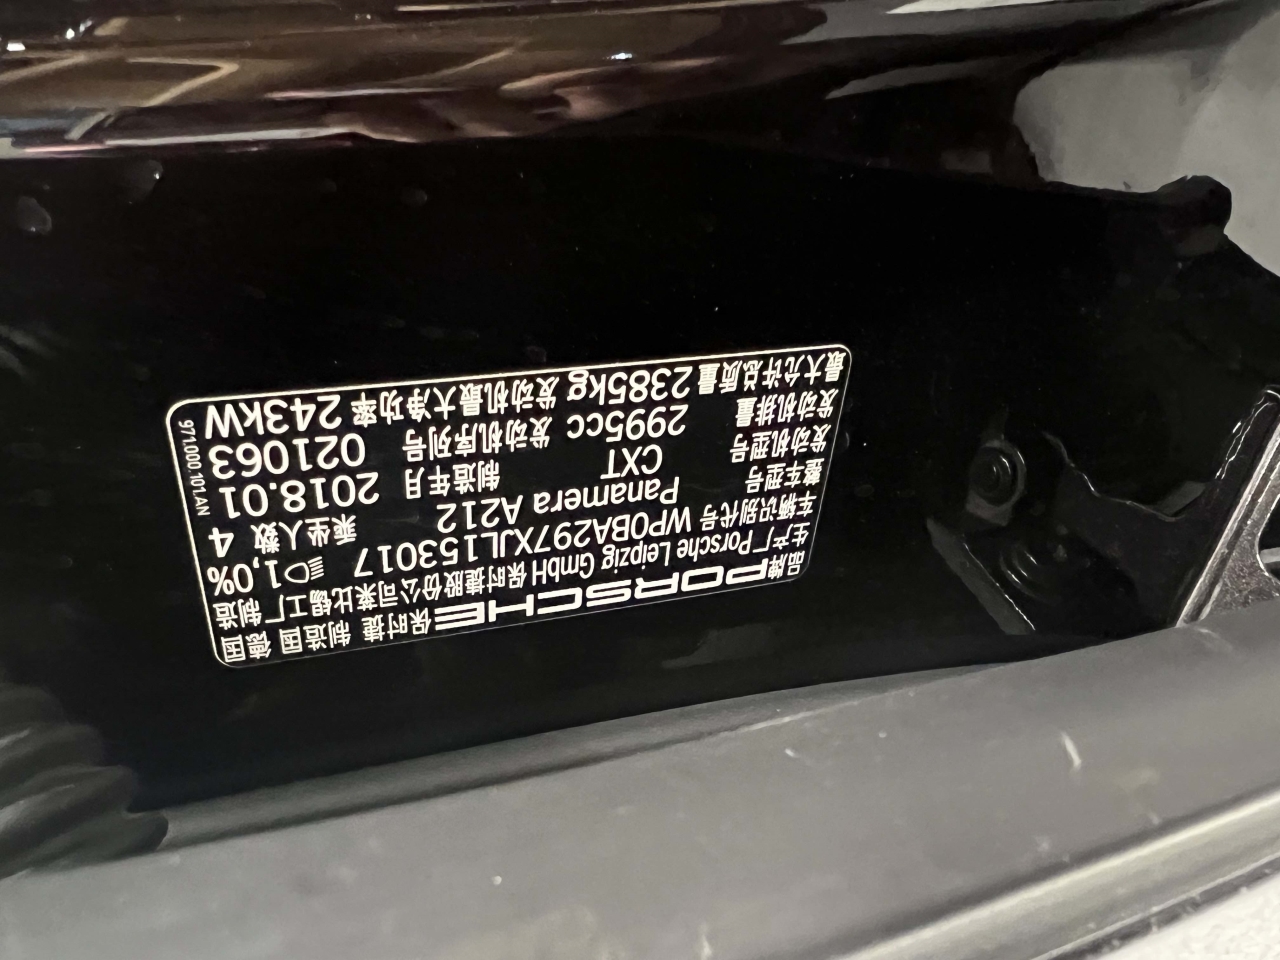 品牌 PORSCHE 保时捷 制造国 德国
生产厂 Porsche Leipzig GmbH 保时捷股份公司莱比锡工厂 制造
车辆识别代号 WP0BA297XJL153017 1,0%
整车型号 Panamera A212 乘坐人数 4
发动机型号 CXT 制造年月 2018.01
发动机排量 2995cc 发动机序列号 021063
最大允许总质量 2385kg 发动机最大净功率 243kW
971.000.101.AN